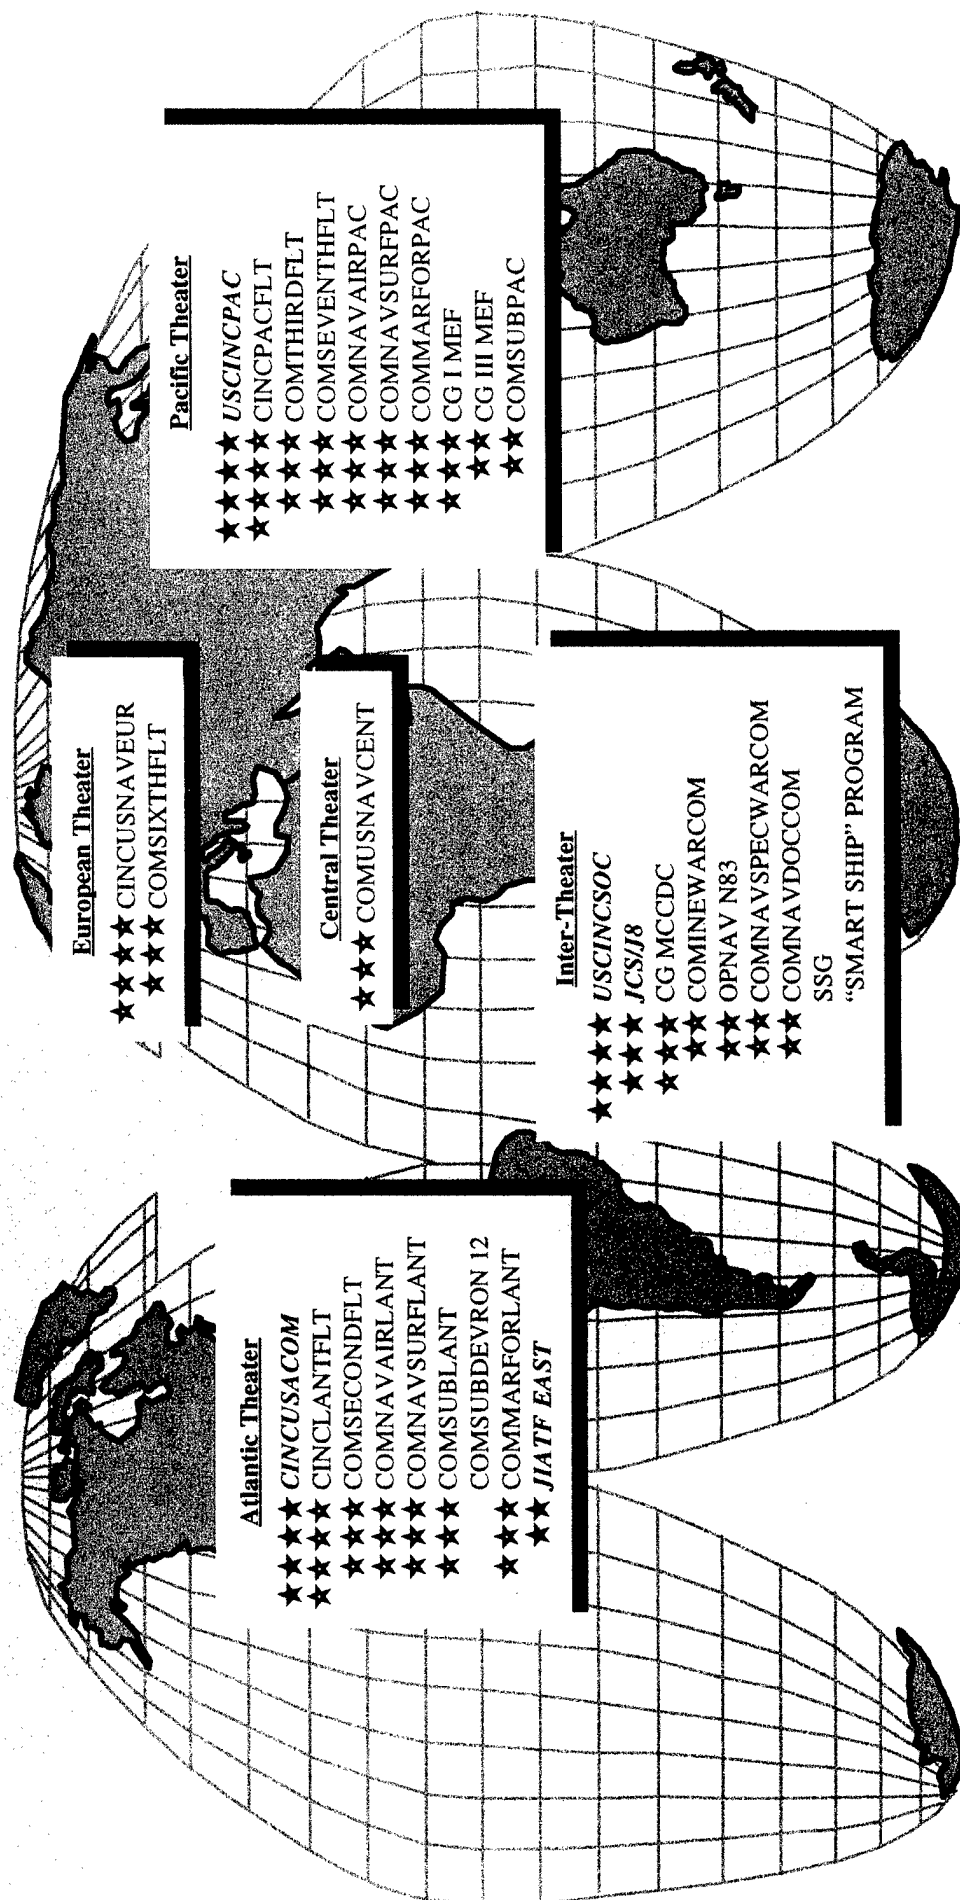 Atlantic Theater
★★★★ CINCUSACOM
★★★★ CINCLANTFLT
★★★ COMSECONDFLT
★★★ COMNAVAIRLANT
★★★ COMNAVSURFLANT
★★★ COMSUBLANT
COMSUBDEVRON 12
★★★ COMMARFORLANT
★★ JIATF EAST
European Theater
★★★★ CINCUSNAVEUR
★★★ COMSIXTHFLT
Central Theater
★★★ COMUSNAVCENT
Inter-Theater
★★★★ USCINCSOC
★★★ JCS/J8
★★★ CG MCCDC
★★ COMINEWARCOM
★★ OPNAV N83
★★ COMNAVSPECWARCOM
★★ COMNAVDOCCOM
SSG
“SMART SHIP” PROGRAM
Pacific Theater
★★★★ USCINCPAC
★★★★ CINCPACFLT
★★★ COMTHIRDFLT
★★★ COMSEVENTHFLT
★★★ COMNAVAIRPAC
★★★ COMNAVSURFPAC
★★★ COMMARFORPAC
★★★ CG I MEF
★★ CG III MEF
★★ COMSUBPAC